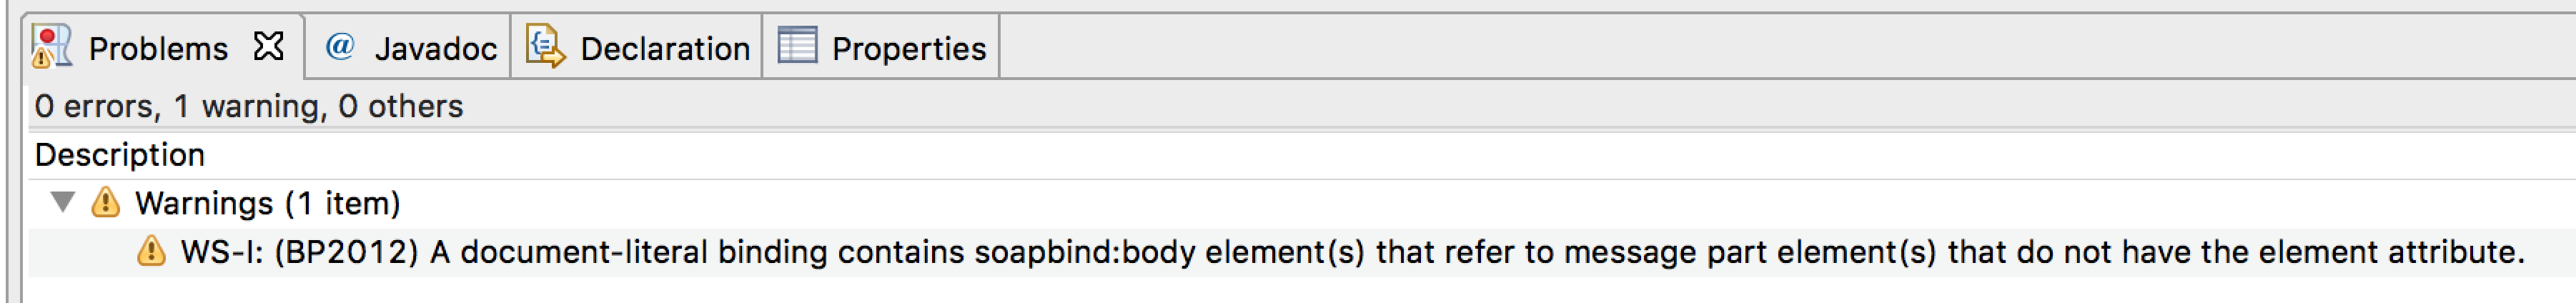 Problems @ Javadoc Declaration Properties
0 errors, 1 warning, 0 others
Description
Warnings (1 item)
WS-I: (BP2012) A document-literal binding contains soapbind:body element(s) that refer to message part element(s) that do not have the element attribute.